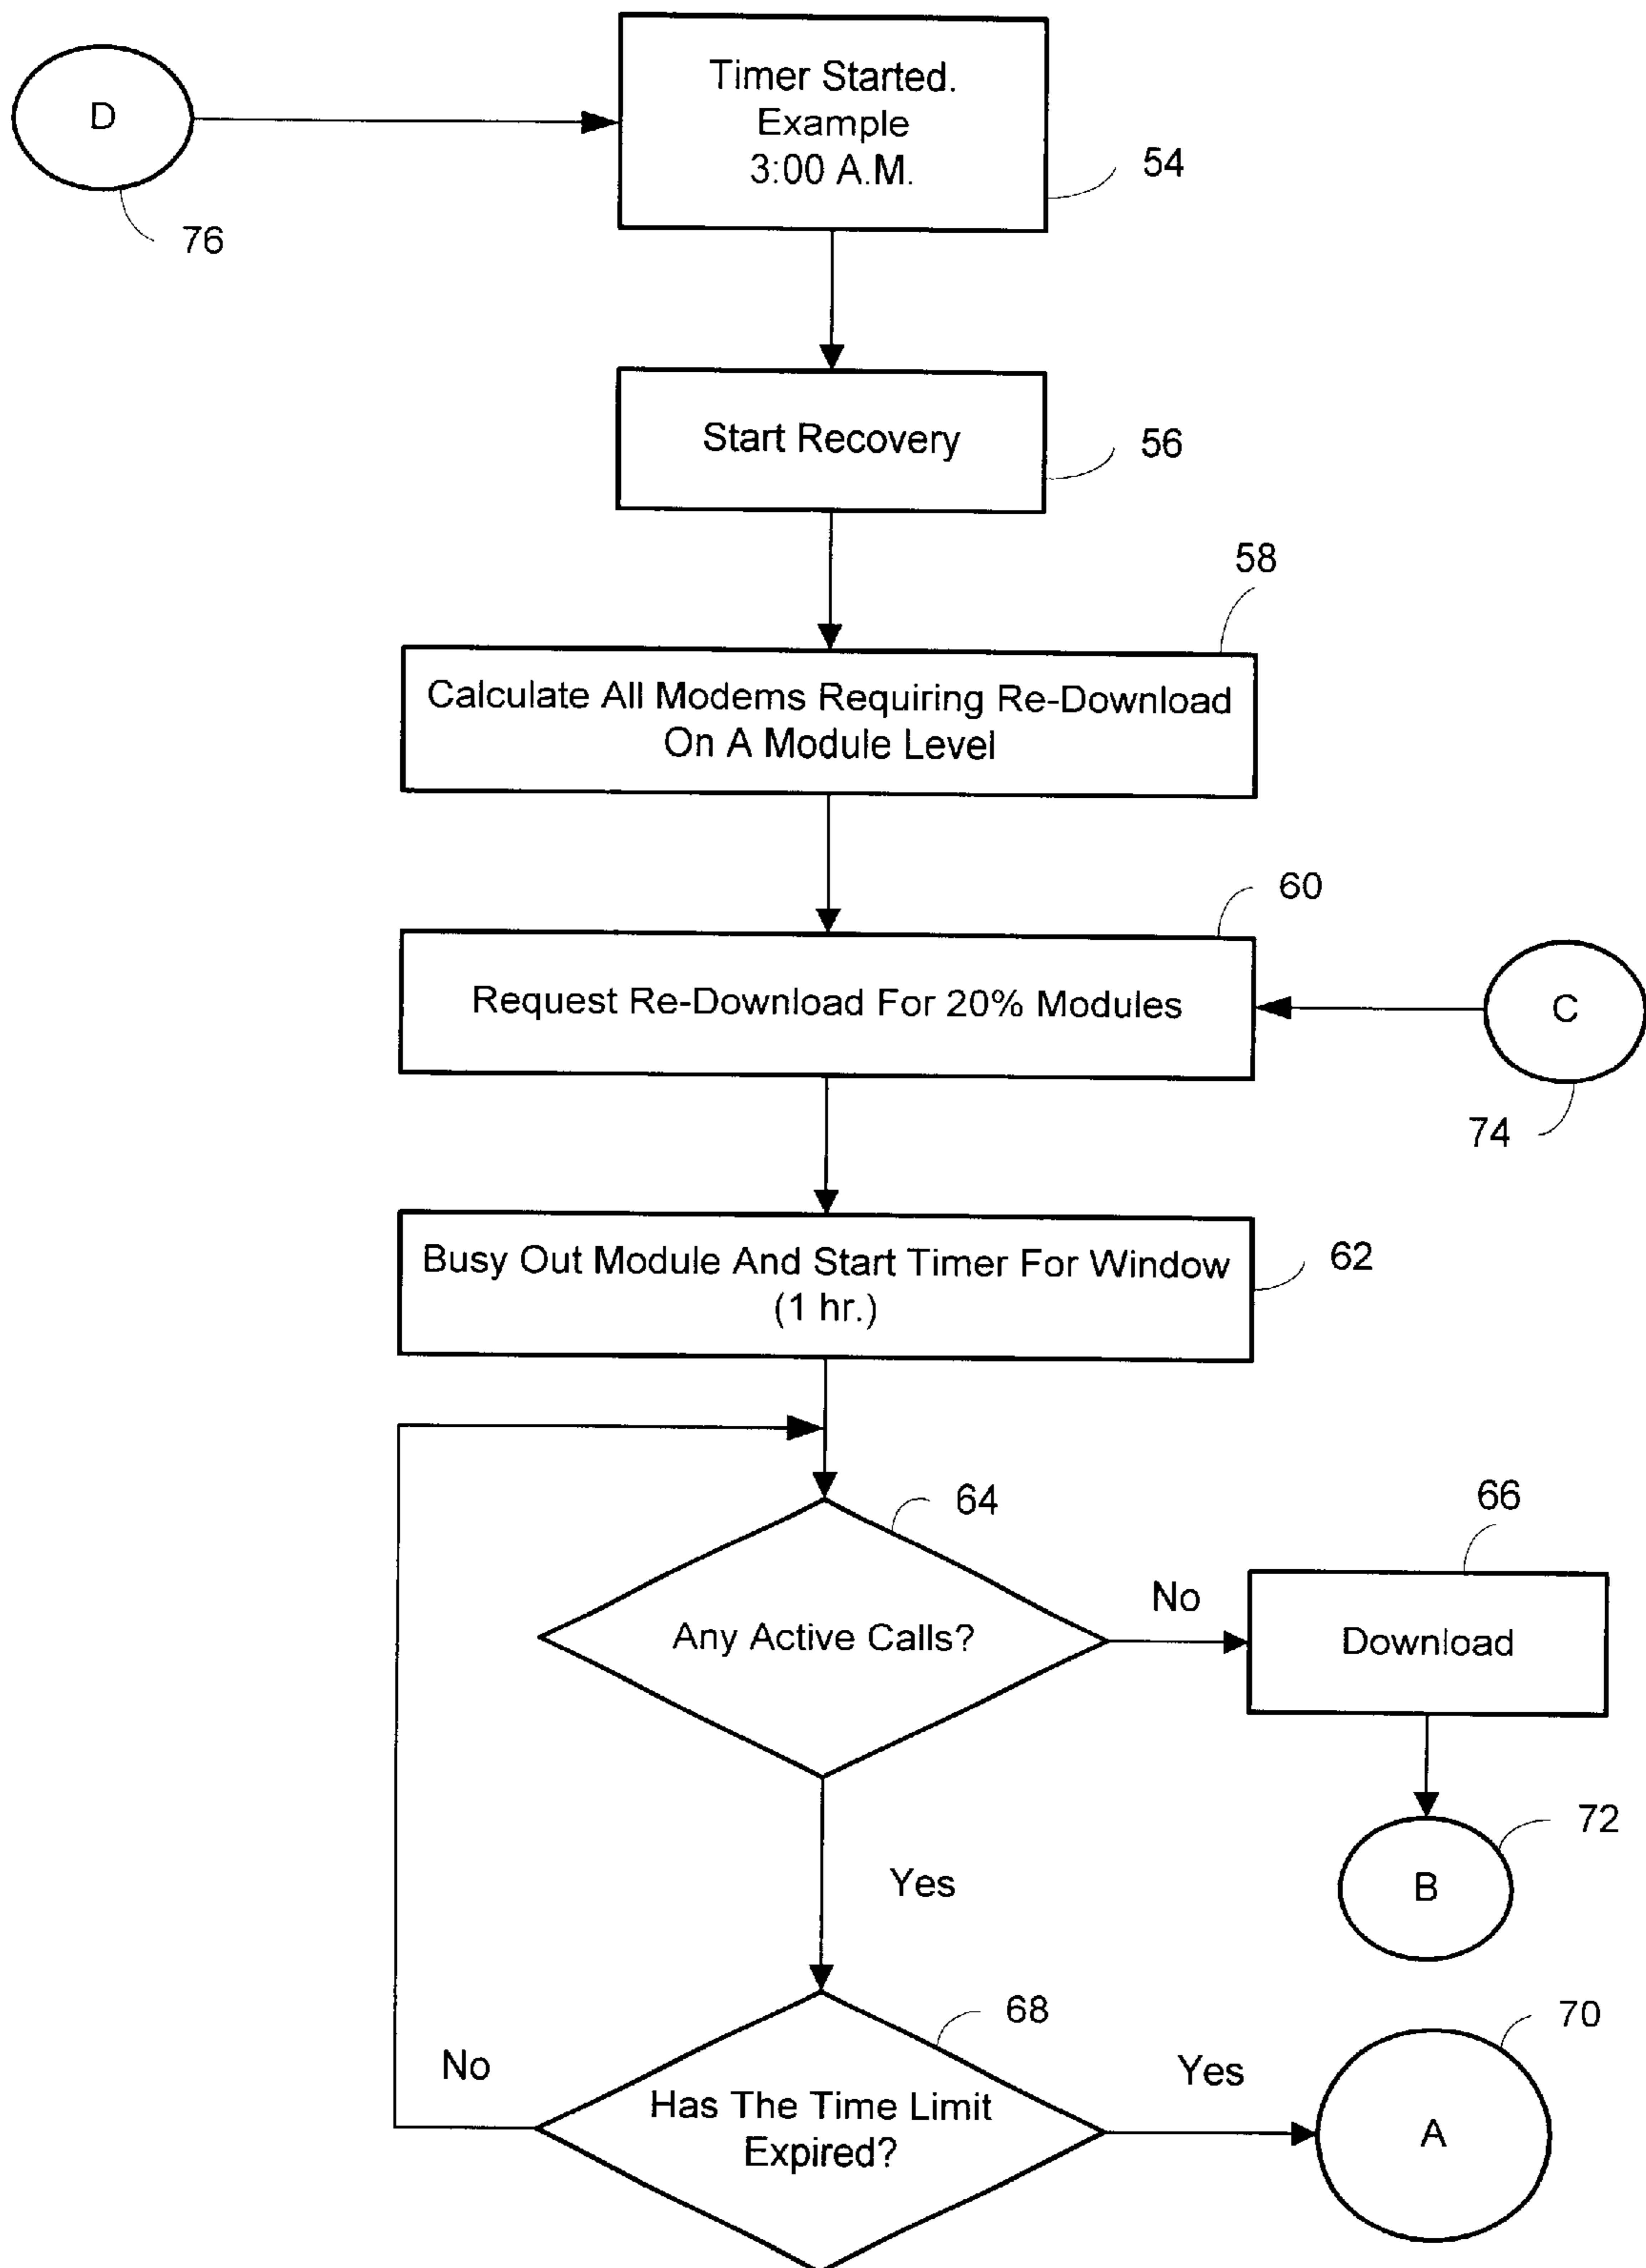 D
76
Timer Started.
Example
3:00 A.M.
54
Start Recovery
56
58
Calculate All Modems Requiring Re-Download
On A Module Level
60
Request Re-Download For 20% Modules
C
74
Busy Out Module And Start Timer For Window
(1 hr.)
62
64
Any Active Calls?
No
66
Download
72
B
Yes
68
Has The Time Limit
Expired?
No
Yes
70
A